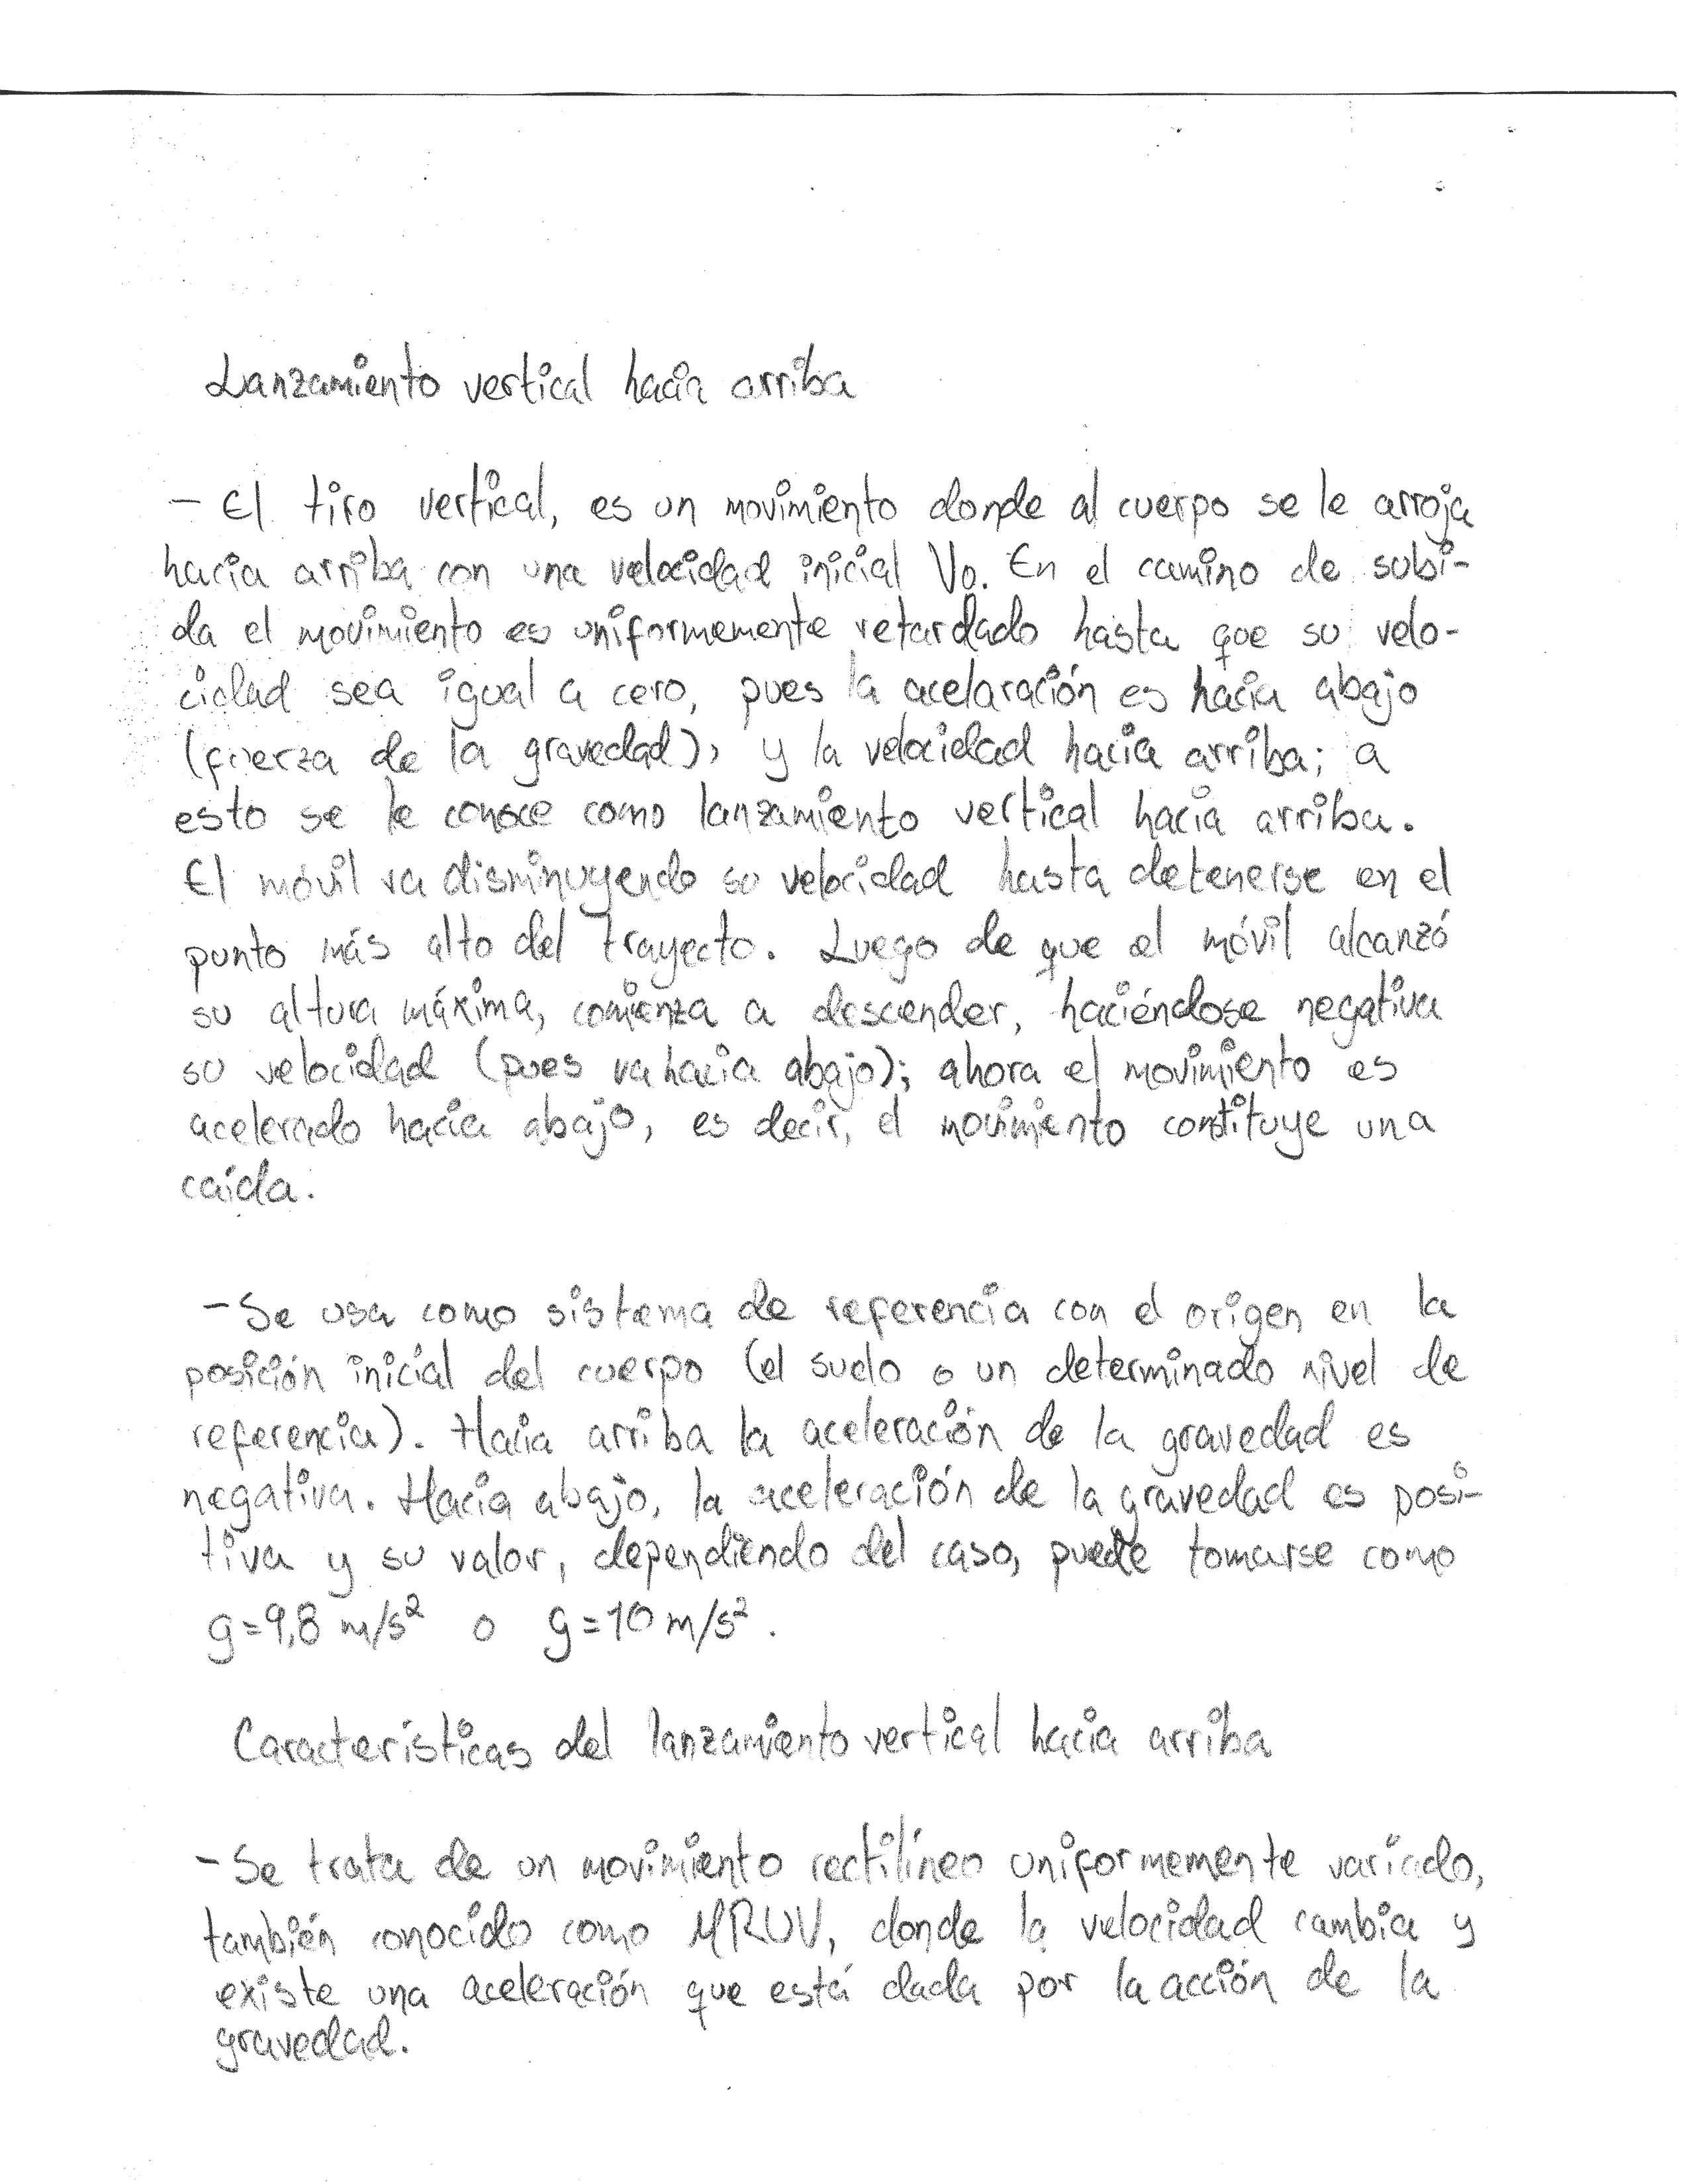 Lanzamiento vertical hacia arriba
- El tiro vertical, es un movimiento donde al cuerpo se le arroja
hacia arriba con una velocidad inicial Vo. En el camino de subi-
da el movimiento es uniformemente retardado hasta que su velo-
cidad sea igual a cero, pues la acelaración es hacia abajo
(fuerza de la gravedad), y la velocidad hacia arriba; a
esto se le conoce como lanzamiento vertical hacia arriba.
El móvil va disminuyendo su velocidad hasta detenerse en el
punto más alto del trayecto. Luego de que el móvil alcanzó
su altura máxima, comienza a descender, haciéndose negativa
su velocidad (pues va hacia abajo); ahora el movimiento es
acelerado hacia abajo, es decir, el movimiento constituye una
caída.
- Se usa como sistema de referencia con el origen en la
posición inicial del cuerpo (el suelo o un determinado nivel de
referencia). Hacia arriba la aceleración de la gravedad es
negativa. Hacia abajo, la aceleración de la gravedad es posi-
tiva y su valor, dependiendo del caso, puede tomarse como
g=9,8 m/s² o g=10 m/s².
Características del lanzamiento vertical hacia arriba
- Se trata de un movimiento rectilíneo uniformemente variado,
también conocido como MRUV, donde la velocidad cambia y
existe una aceleración que está dada por la acción de la
gravedad.